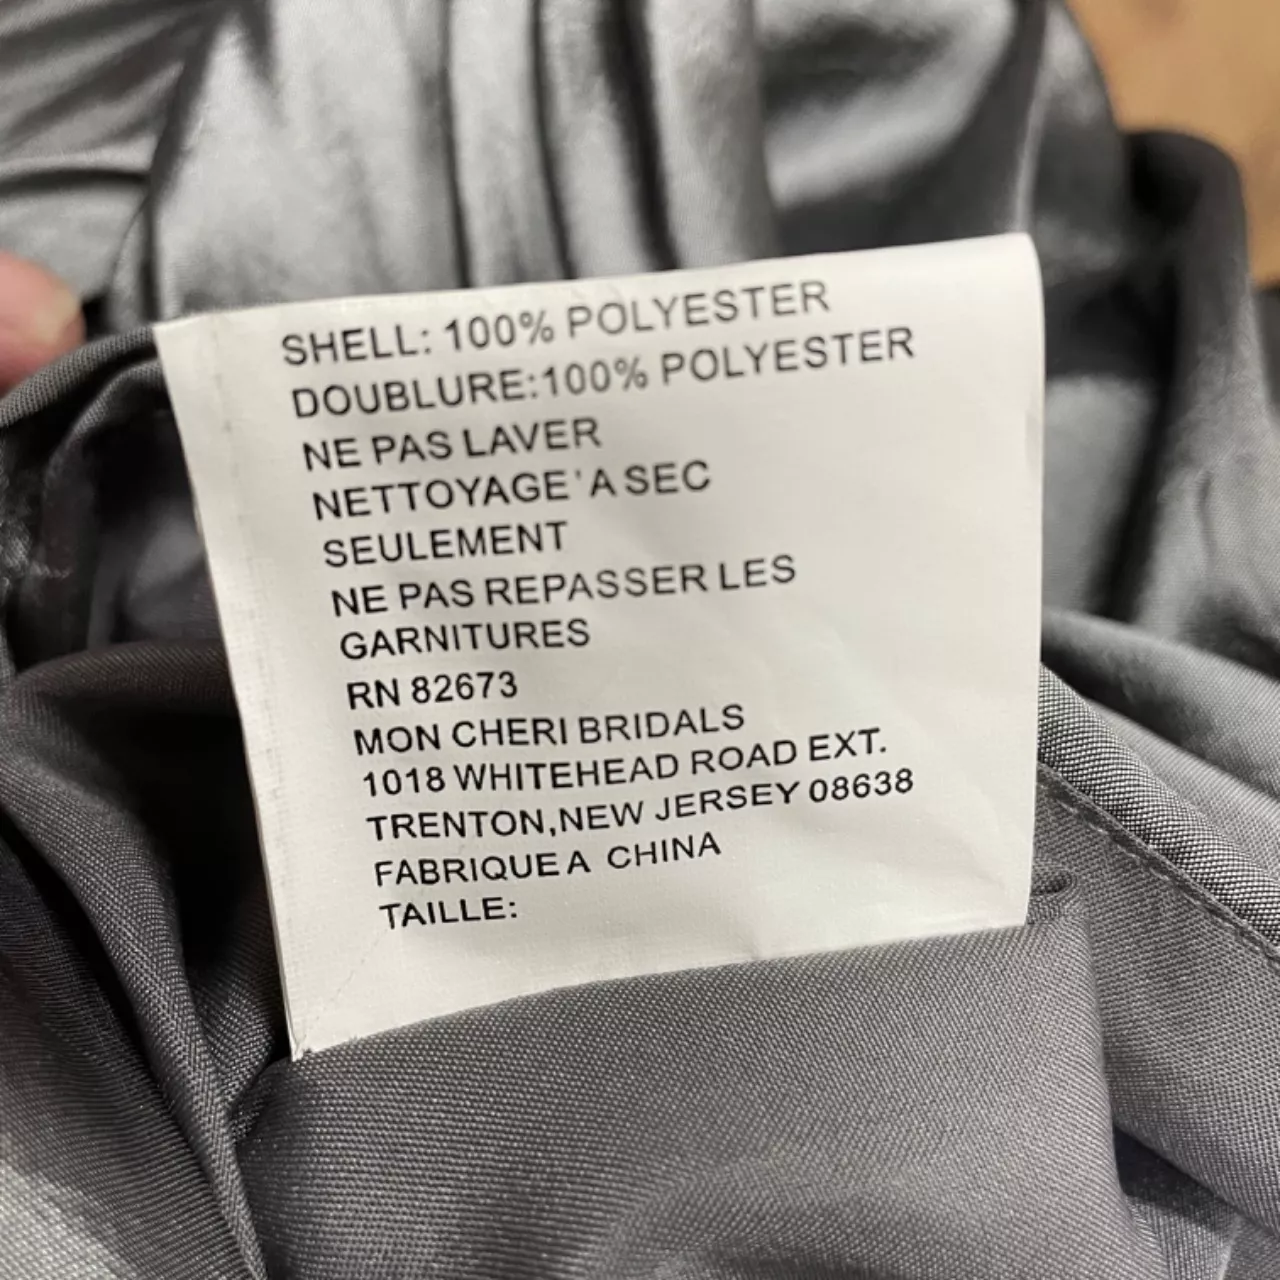 SHELL: 100% POLYESTER
DOUBLURE:100% POLYESTER
NE PAS LAVER
NETTOYAGE'A SEC
SEULEMENT
NE PAS REPASSER LES
GARNITURES
RN 82673
MON CHERI BRIDALS
1018 WHITEHEAD ROAD EXT.
TRENTON,NEW JERSEY 08638
FABRIQUE A CHINA
TAILLE: